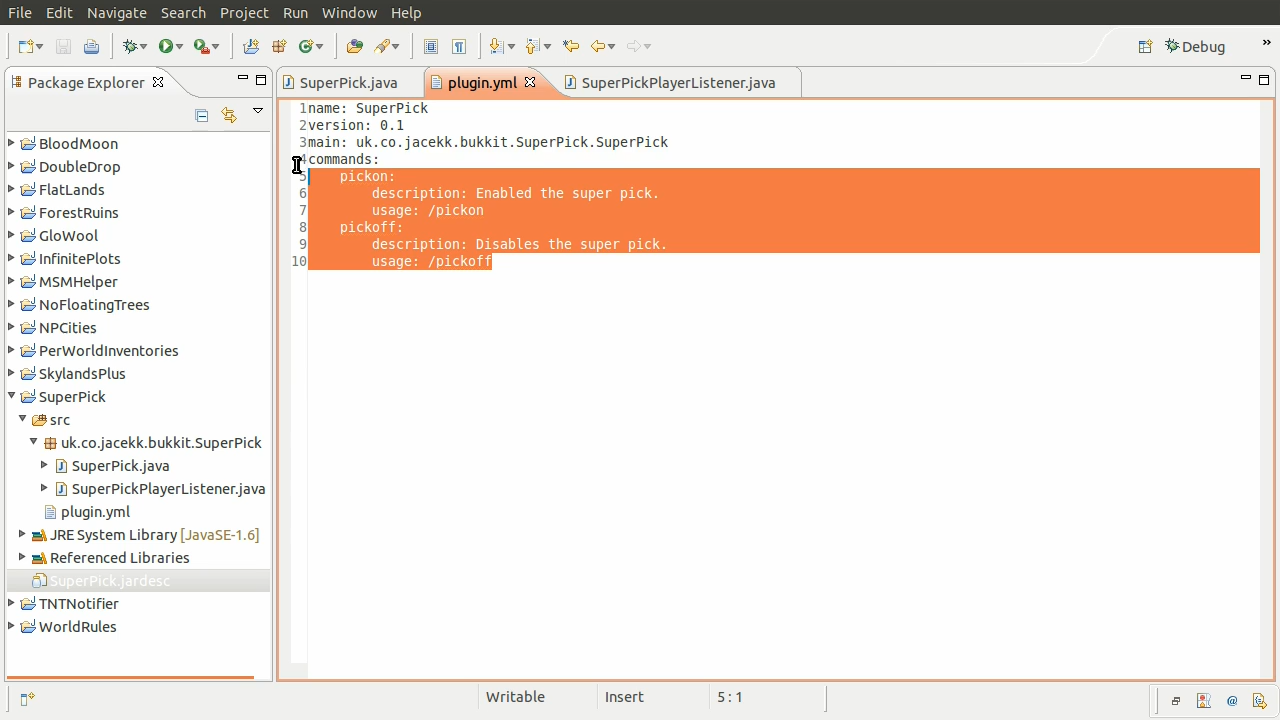 File Edit Navigate Search Project Run Window Help
Debug »
Package Explorer
SuperPick.java plugin.yml SuperPickPlayerListener.java
BloodMoon
DoubleDrop
FlatLands
ForestRuins
GloWool
InfinitePlots
MSMHelper
NoFloatingTrees
NPCities
PerWorldInventories
SkylandsPlus
SuperPick
src
uk.co.jacekk.bukkit.SuperPick
SuperPick.java
SuperPickPlayerListener.java
plugin.yml
JRE System Library [JavaSE-1.6]
Referenced Libraries
SuperPick.jardesc
TNTNotifier
WorldRules
1 name: SuperPick
2 version: 0.1
3 main: uk.co.jacekk.bukkit.SuperPick.SuperPick
4 commands:
5 pickon:
6 description: Enabled the super pick.
7 usage: /pickon
8 pickoff:
9 description: Disables the super pick.
10 usage: /pickoff
Writable Insert 5 : 1